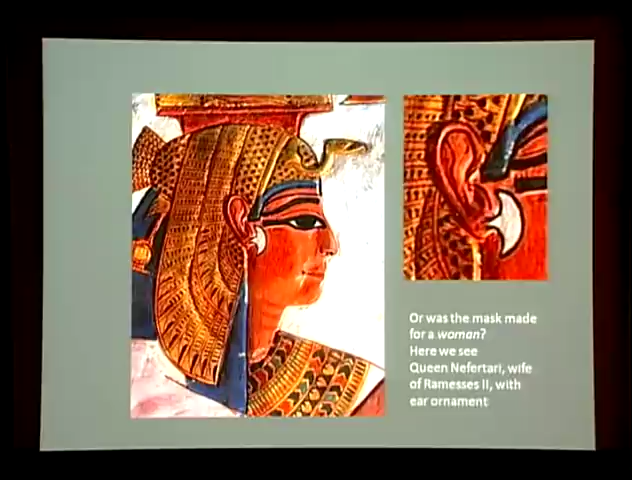 Or was the mask made
for a woman?
Here we see
Queen Nefertari, wife
of Ramesses II, with
ear ornament